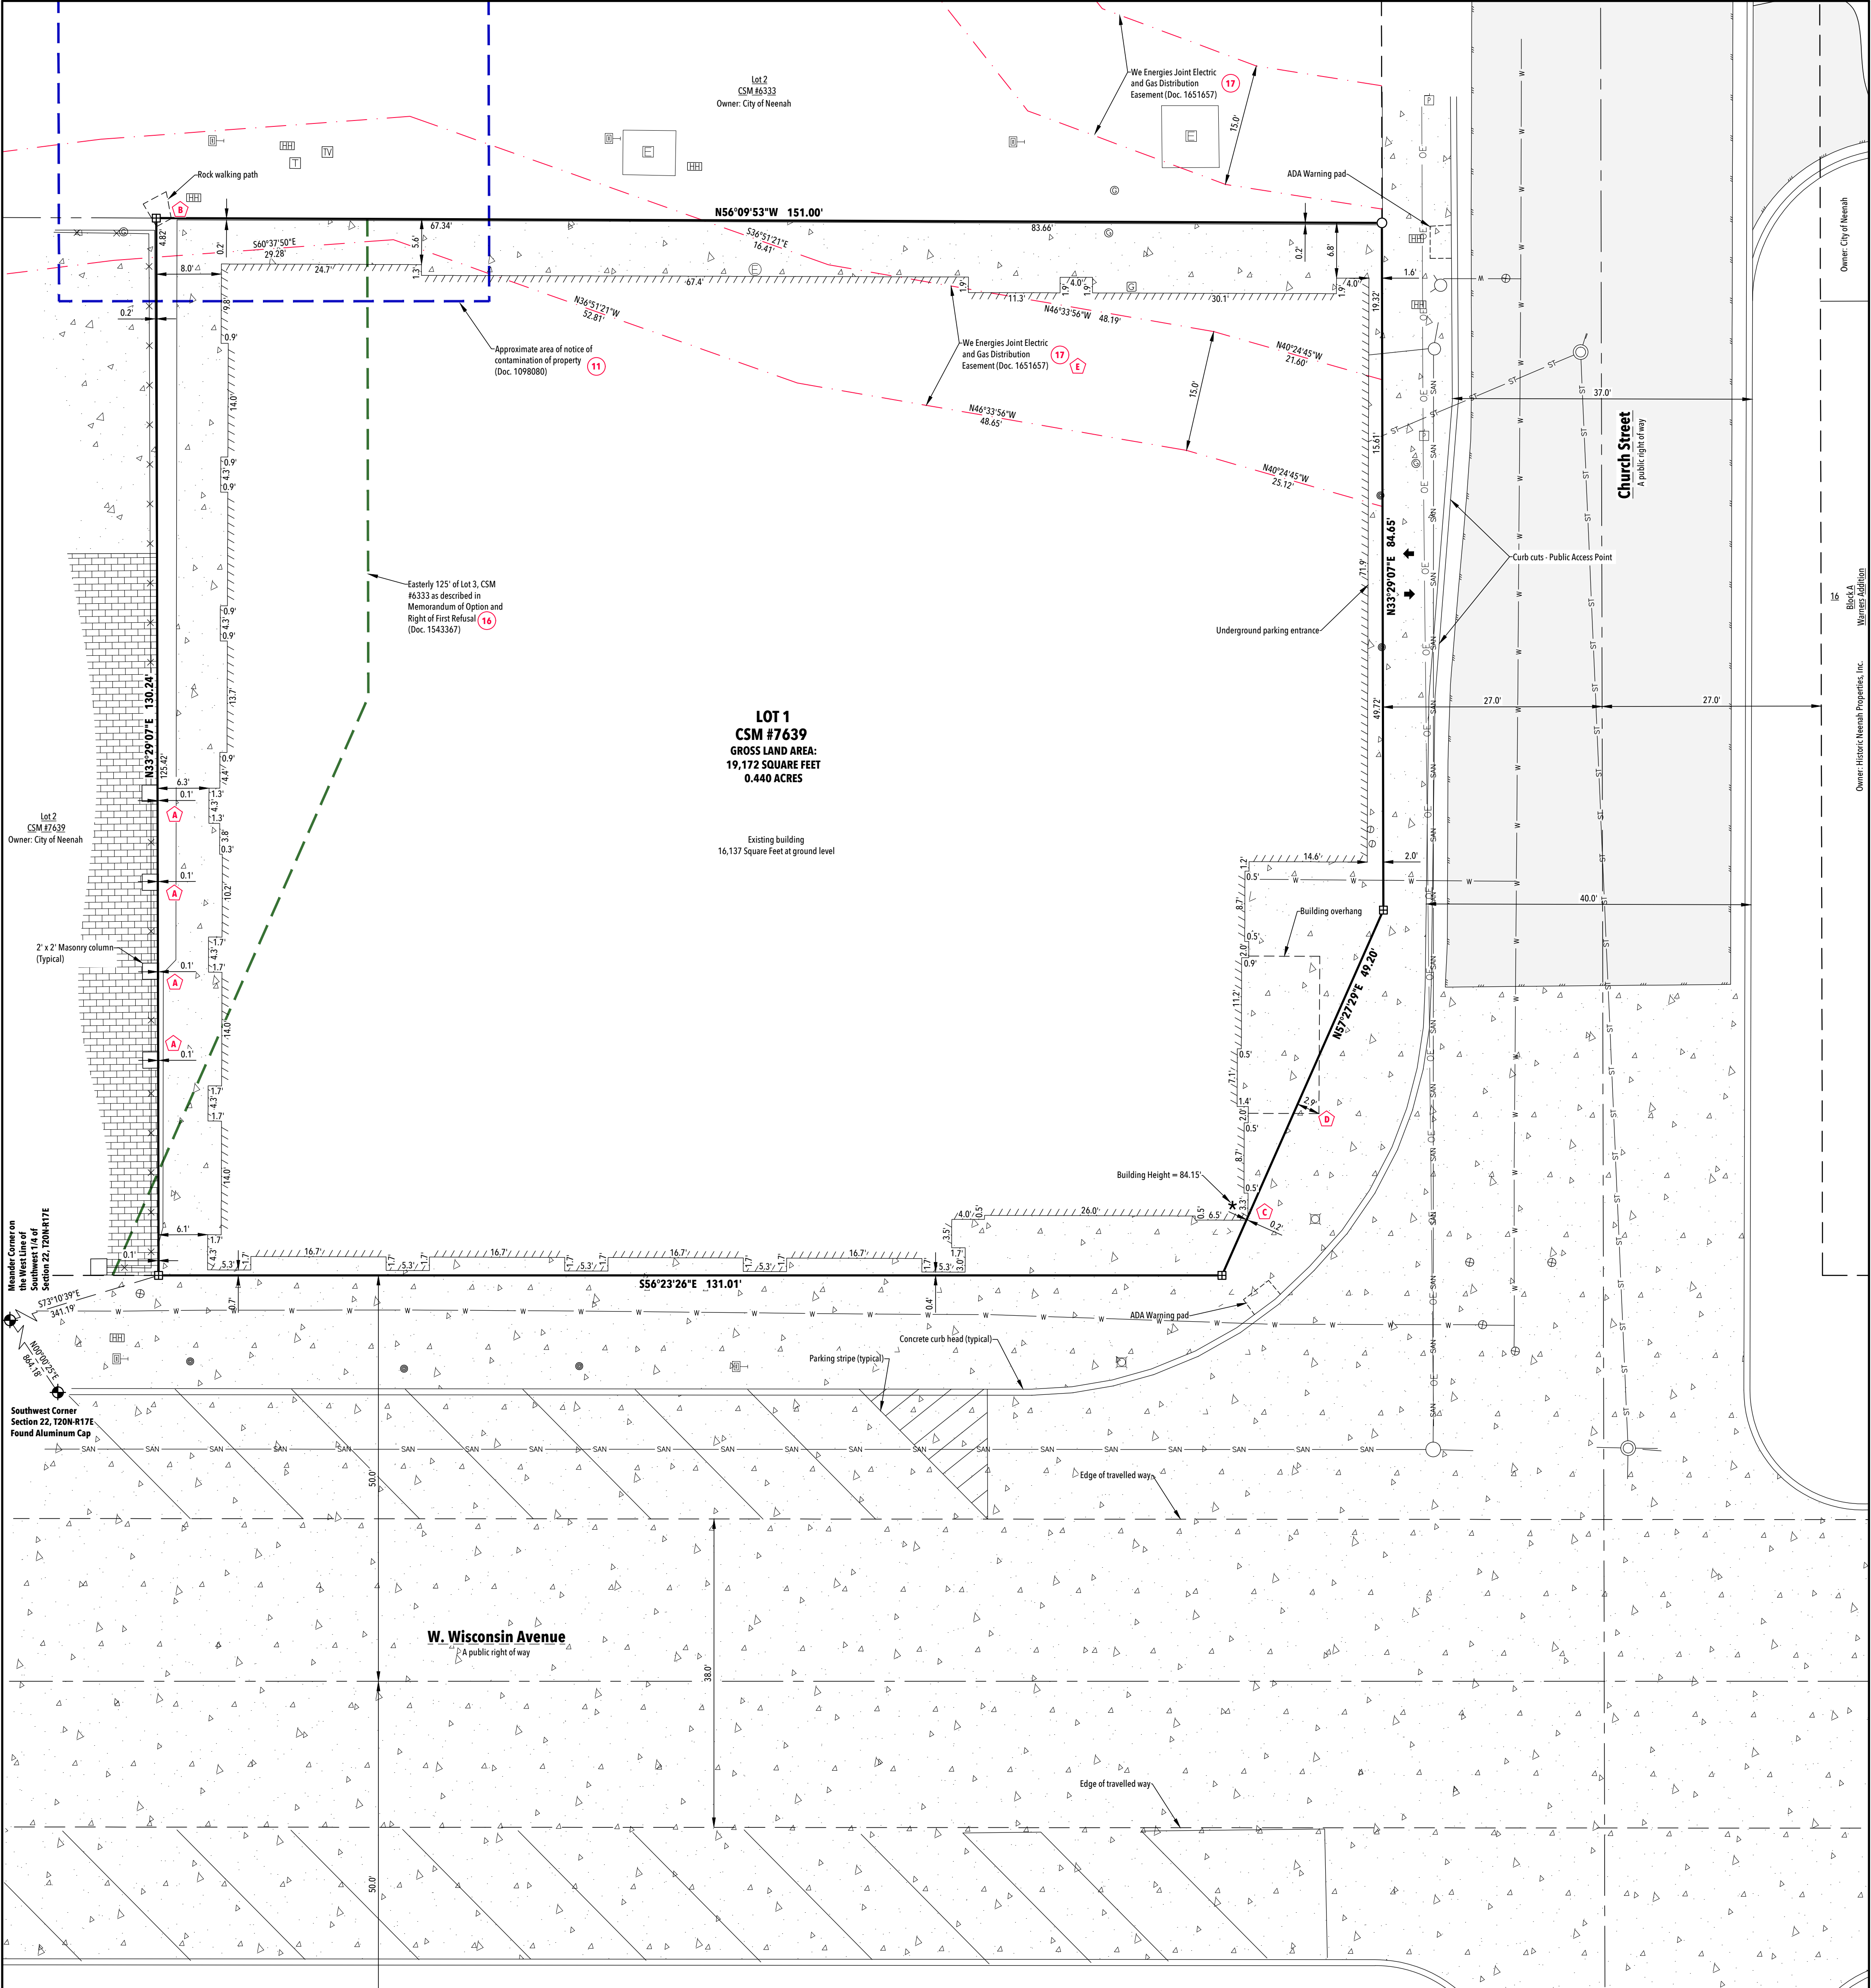 Lot 2
CSM #6333
Owner: City of Neenah
We Energies Joint Electric
and Gas Distribution
Easement (Doc. 1651657)
17
15.0'
P
OE
W
HH
T
TV
E
HH
E
G
Rock walking path
HH
B
ADA Warning pad
Owner: City of Neenah
N56°09'53"W 151.00'
67.34'
83.66'
4.82'
0.2'
5.6'
1.3'
S60°37'50"E
29.28'
8.0'
24.7'
S36°51'21"E
16.41'
E
67.4'
1.9'
11.3'
1.9'
4.0'
1.9'
G
30.1'
1.9'
4.0'
0.2'
6.8'
1.6'
19.32'
HH
HH
W
0.2'
9.8'
0.9'
N36°51'21"W
52.81'
N46°33'56"W 48.19'
N40°24'45"W
21.60'
Approximate area of notice of
contamination of property
(Doc. 1098080)
11
We Energies Joint Electric
and Gas Distribution
Easement (Doc. 1651657)
17
E
15.0'
ST
37.0'
14.0'
N46°33'56"W
48.65'
N40°24'45"W
25.12'
15.61'
P
G
SAN
Church Street
A public right of way
0.9'
4.3'
0.9'
71.9'
N33°29'07"E 84.65'
Curb cuts - Public Access Point
Easterly 125' of Lot 3, CSM
#6333 as described in
Memorandum of Option and
Right of First Refusal
(Doc. 1543367)
16
0.9'
4.3'
0.9'
Underground parking entrance
16
Block A
Warners Addition
Owner: Historic Neenah Properties, Inc.
N33°29'07"E 130.24'
125.42'
13.7'
0.9'
4.4'
LOT 1
CSM #7639
GROSS LAND AREA:
19,172 SQUARE FEET
0.440 ACRES
49.72'
27.0'
27.0'
6.3'
0.1'
1.3'
4.3'
1.3'
A
3.8'
0.3'
Lot 2
CSM #7639
Owner: City of Neenah
Existing building
16,137 Square Feet at ground level
0.1'
A
10.2'
14.6'
2.0'
1.2'
0.5'
W
8.7'
40.0'
Building overhang
2' x 2' Masonry column
(Typical)
1.7'
4.3'
1.7'
0.1'
A
0.5'
2.0'
0.9'
11.2'
N57°27'29"E 49.20'
14.0'
A
0.1'
0.5'
7.1'
1.4'
2.0'
0.5'
2.9'
D
1.7'
4.3'
1.7'
14.0'
8.7'
0.5'
Building Height = 84.15'
3.3'
C
0.2'
Meander Corner on
the West Line of
Southwest 1/4 of
Section 22, T20N-R17E
6.1'
1.7'
4.3'
5.3'
0.1'
1.7'
16.7'
1.7'
5.3'
1.7'
16.7'
1.7'
5.3'
1.7'
16.7'
1.7'
5.3'
1.7'
16.7'
1.7'
5.3'
3.0'
1.7'
3.5'
4.0'
0.5'
26.0'
0.5'
6.5'
S56°23'26"E 131.01'
0.7'
0.4'
S73°10'39"E
341.19'
N00°00'25"E
864.18'
W
ADA Warning pad
HH
Concrete curb head (typical)
Parking stripe (typical)
Southwest Corner
Section 22, T20N-R17E
Found Aluminum Cap
SAN
50.0'
Edge of travelled way
W. Wisconsin Avenue
A public right of way
38.0'
Edge of travelled way
50.0'